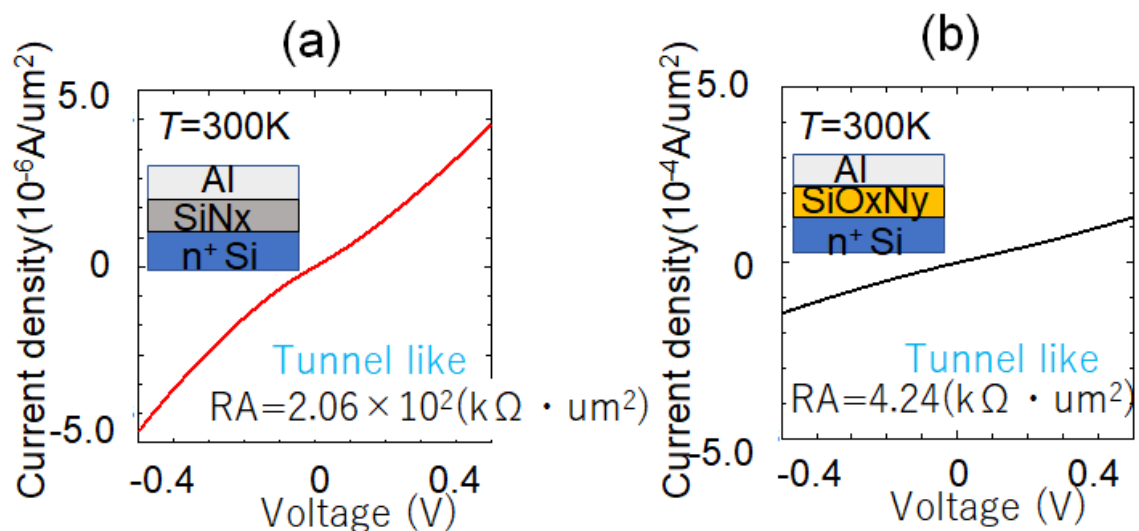 (a)
Current density(10⁻⁶A/um²)
5.0
0
-5.0
T=300K
Al
SiNx
n⁺ Si
Tunnel like
RA=2.06×10²(kΩ・um²)
-0.4
0
0.4
Voltage (V)
(b)
Current density(10⁻⁴A/um²)
5.0
0
-5.0
T=300K
Al
SiOxNy
n⁺ Si
Tunnel like
RA=4.24(kΩ・um²)
-0.4
0
0.4
Voltage (V)